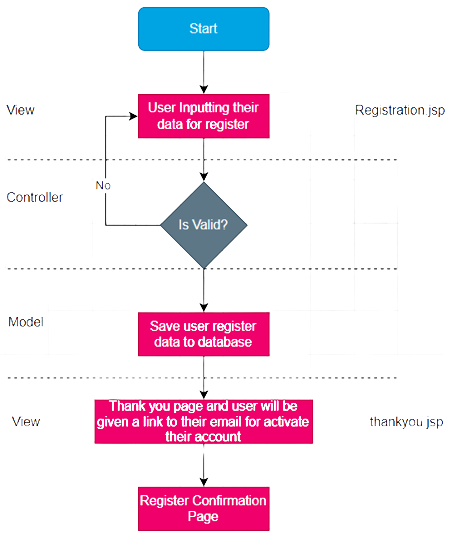 Start
View
User Inputting their
data for register
Registration.jsp
No
Controller
Is Valid?
Model
Save user register
data to database
View
Thank you page and user will be
given a link to their email for activate
their account
thankyou.jsp
Register Confirmation
Page